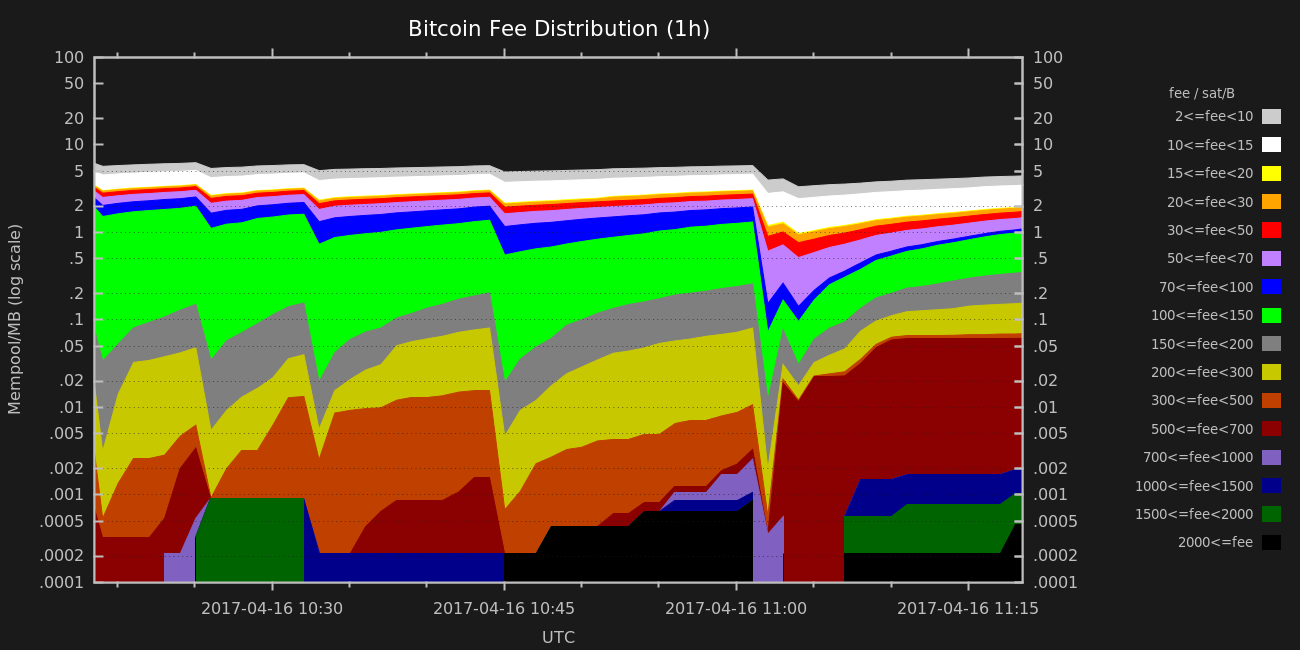 Bitcoin Fee Distribution (1h)
Mempool/MB (log scale)
100
50
20
10
5
2
1
.5
.2
.1
.05
.02
.01
.005
.002
.001
.0005
.0002
.0001
100
50
20
10
5
2
1
.5
.2
.1
.05
.02
.01
.005
.002
.001
.0005
.0002
.0001
2017-04-16 10:30
2017-04-16 10:45
2017-04-16 11:00
2017-04-16 11:15
UTC
fee / sat/B
2<=fee<10
10<=fee<15
15<=fee<20
20<=fee<30
30<=fee<50
50<=fee<70
70<=fee<100
100<=fee<150
150<=fee<200
200<=fee<300
300<=fee<500
500<=fee<700
700<=fee<1000
1000<=fee<1500
1500<=fee<2000
2000<=fee